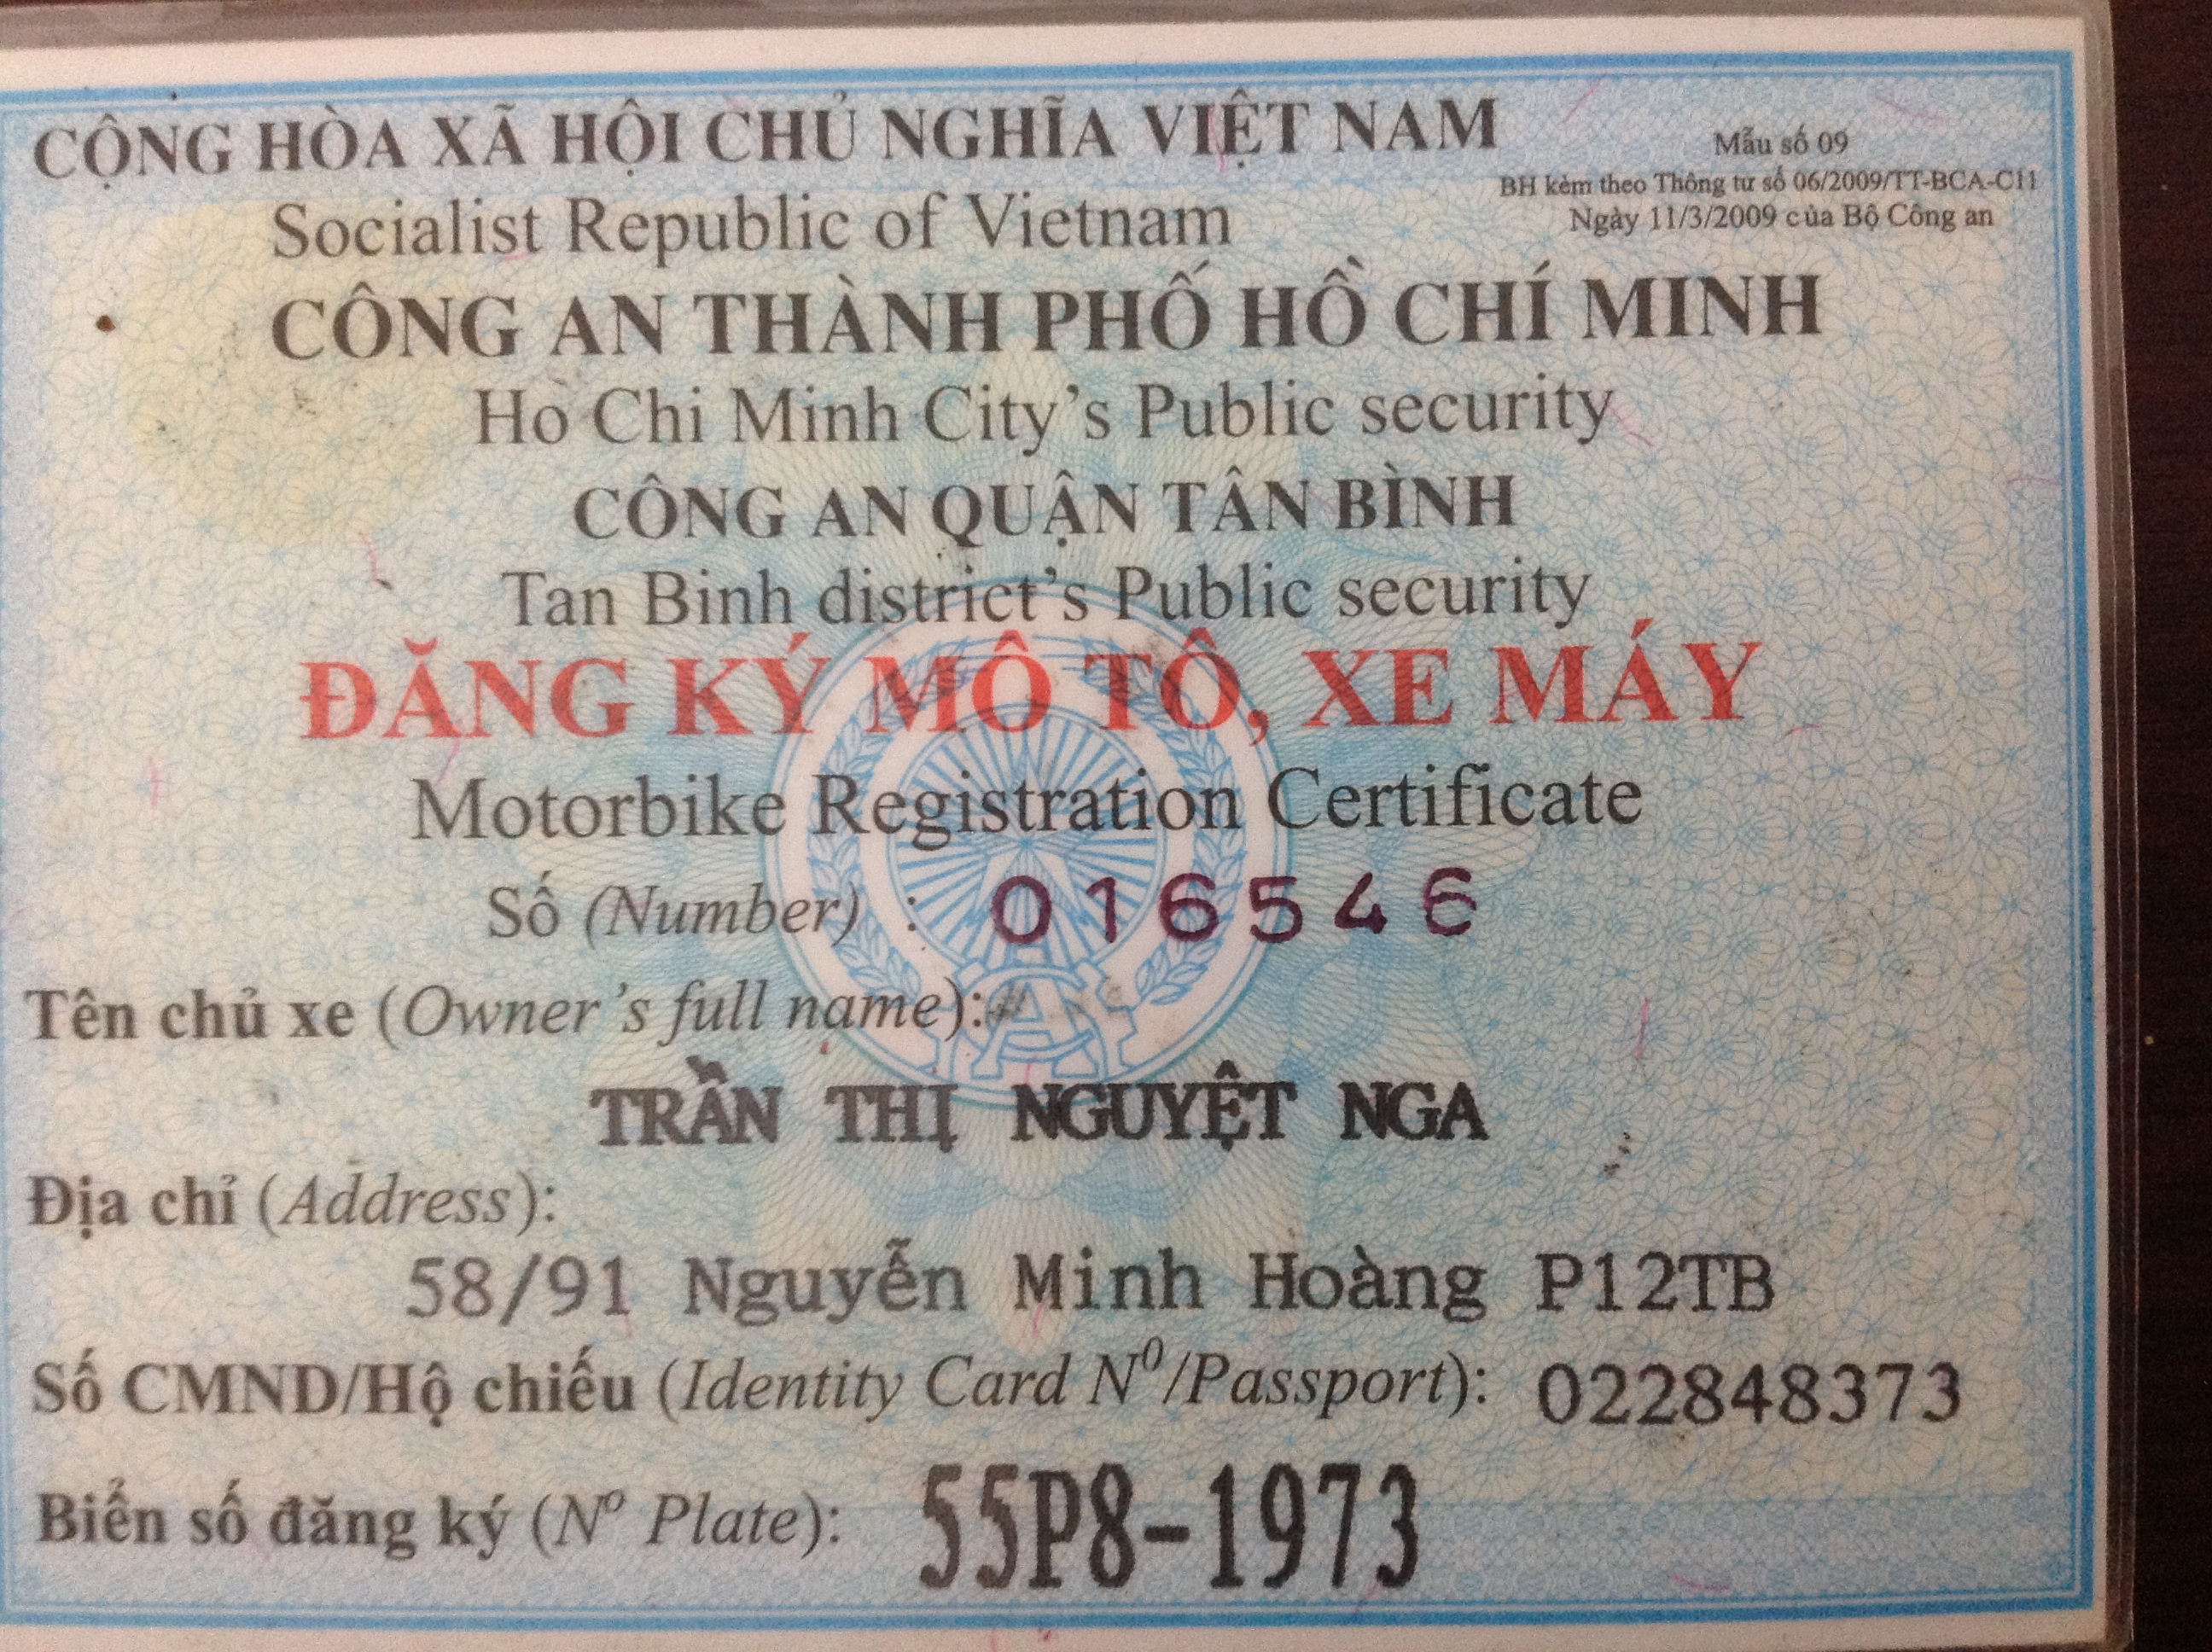 CỘNG HÒA XÃ HỘI CHỦ NGHĨA VIỆT NAM
Mẫu số 09
BH kèm theo Thông tư số 06/2009/TT-BCA-C11
Ngày 11/3/2009 của Bộ Công an
Socialist Republic of Vietnam
CÔNG AN THÀNH PHỐ HỒ CHÍ MINH
Ho Chi Minh City's Public security
CÔNG AN QUẬN TÂN BÌNH
Tan Binh district's Public security
ĐĂNG KÝ MÔ TÔ, XE MÁY
Motorbike Registration Certificate
Số (Number) : 016546
Tên chủ xe (Owner's full name):
TRẦN THỊ NGUYỆT NGA
Địa chỉ (Address):
58/91 Nguyễn Minh Hoàng P12TB
Số CMND/Hộ chiếu (Identity Card Nº/Passport): 022848373
Biển số đăng ký (Nº Plate): 55P8-1973